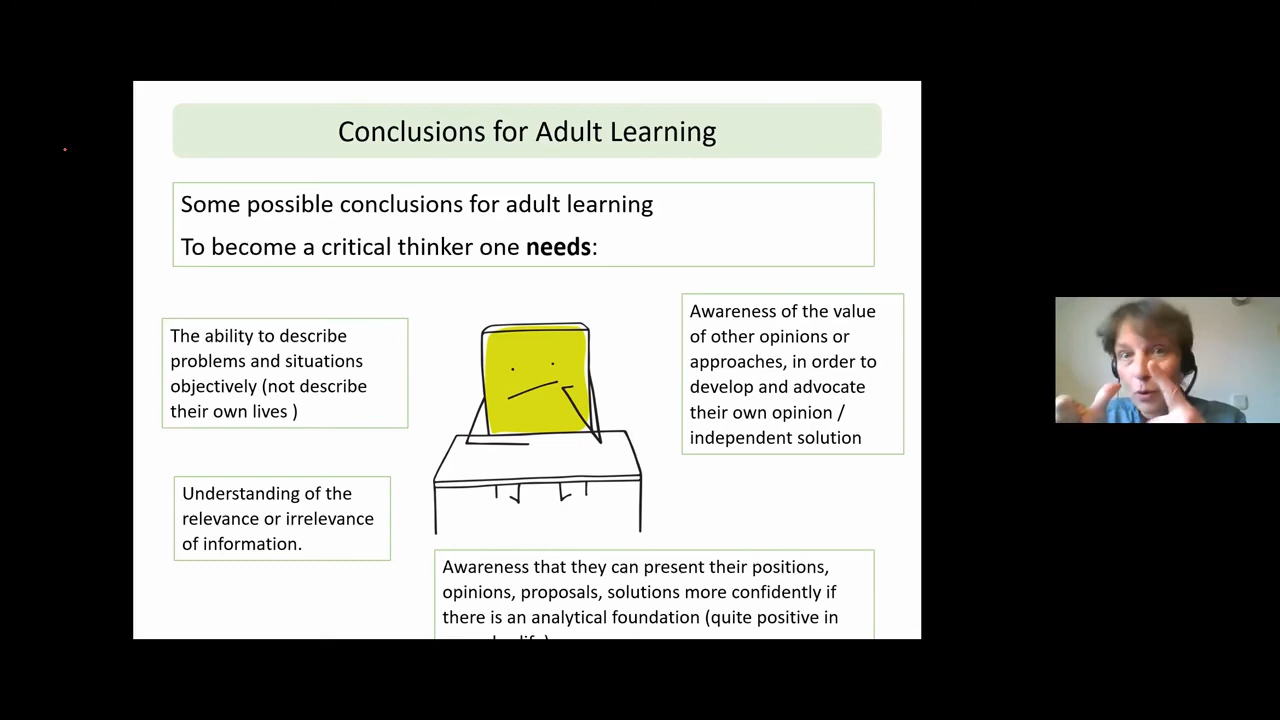 Conclusions for Adult Learning
Some possible conclusions for adult learning
To become a critical thinker one needs:
The ability to describe
problems and situations
objectively (not describe
their own lives )
Awareness of the value
of other opinions or
approaches, in order to
develop and advocate
their own opinion /
independent solution
Understanding of the
relevance or irrelevance
of information.
Awareness that they can present their positions,
opinions, proposals, solutions more confidently if
there is an analytical foundation (quite positive in